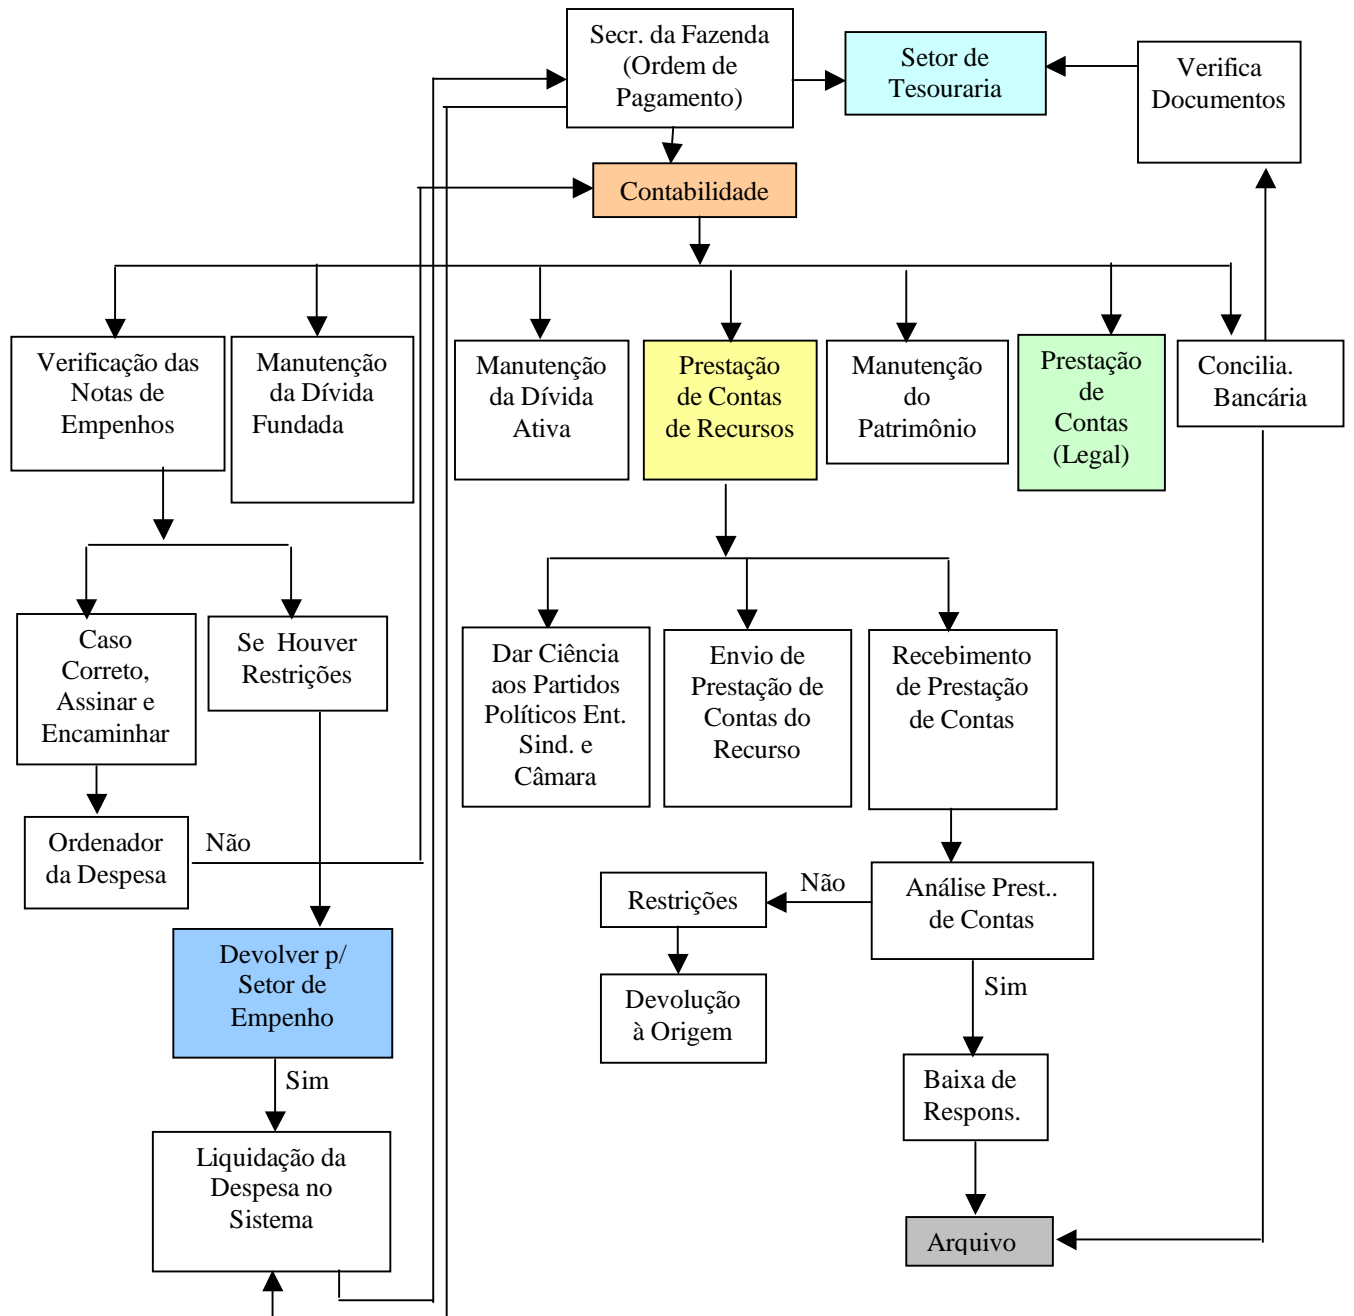 Secr. da Fazenda
(Ordem de
Pagamento)
Setor de
Tesouraria
Verifica
Documentos
Contabilidade
Verificação das
Notas de
Empenhos
Manutenção
da Dívida
Fundada
Manutenção
da Dívida
Ativa
Prestação
de Contas
de Recursos
Manutenção
do
Patrimônio
Prestação
de
Contas
(Legal)
Concilia.
Bancária
Caso
Correto,
Assinar e
Encaminhar
Se Houver
Restrições
Dar Ciência
aos Partidos
Políticos Ent.
Sind. e
Câmara
Envio de
Prestação de
Contas do
Recurso
Recebimento
de Prestação
de Contas
Ordenador
da Despesa
Não
Restrições
Não
Análise Prest..
de Contas
Devolver p/
Setor de
Empenho
Devolução
à Origem
Sim
Sim
Baixa de
Respons.
Liquidação da
Despesa no
Sistema
Arquivo